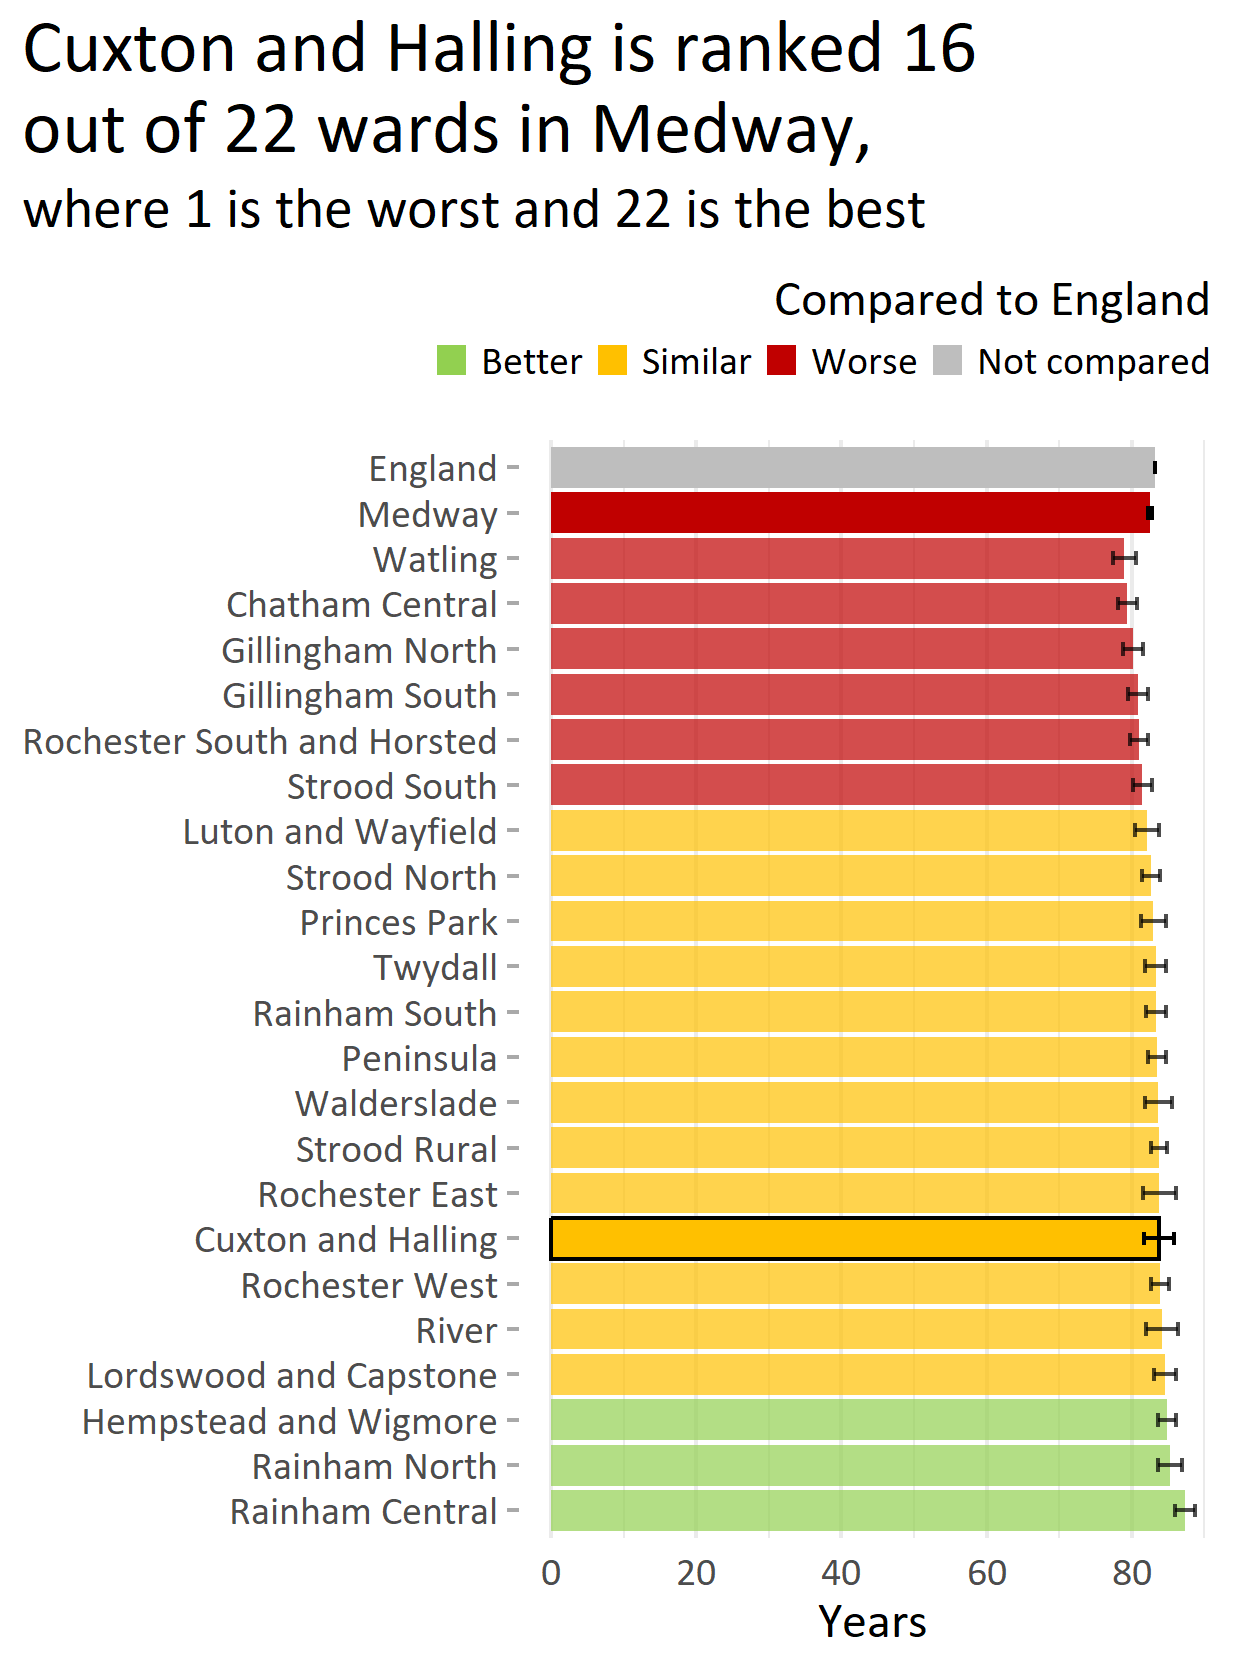 Cuxton and Halling is ranked 16
out of 22 wards in Medway,
where 1 is the worst and 22 is the best
Compared to England
Better Similar Worse Not compared
England
Medway
Watling
Chatham Central
Gillingham North
Gillingham South
Rochester South and Horsted
Strood South
Luton and Wayfield
Strood North
Princes Park
Twydall
Rainham South
Peninsula
Walderslade
Strood Rural
Rochester East
Cuxton and Halling
Rochester West
River
Lordswood and Capstone
Hempstead and Wigmore
Rainham North
Rainham Central
0 20 40 60 80
Years